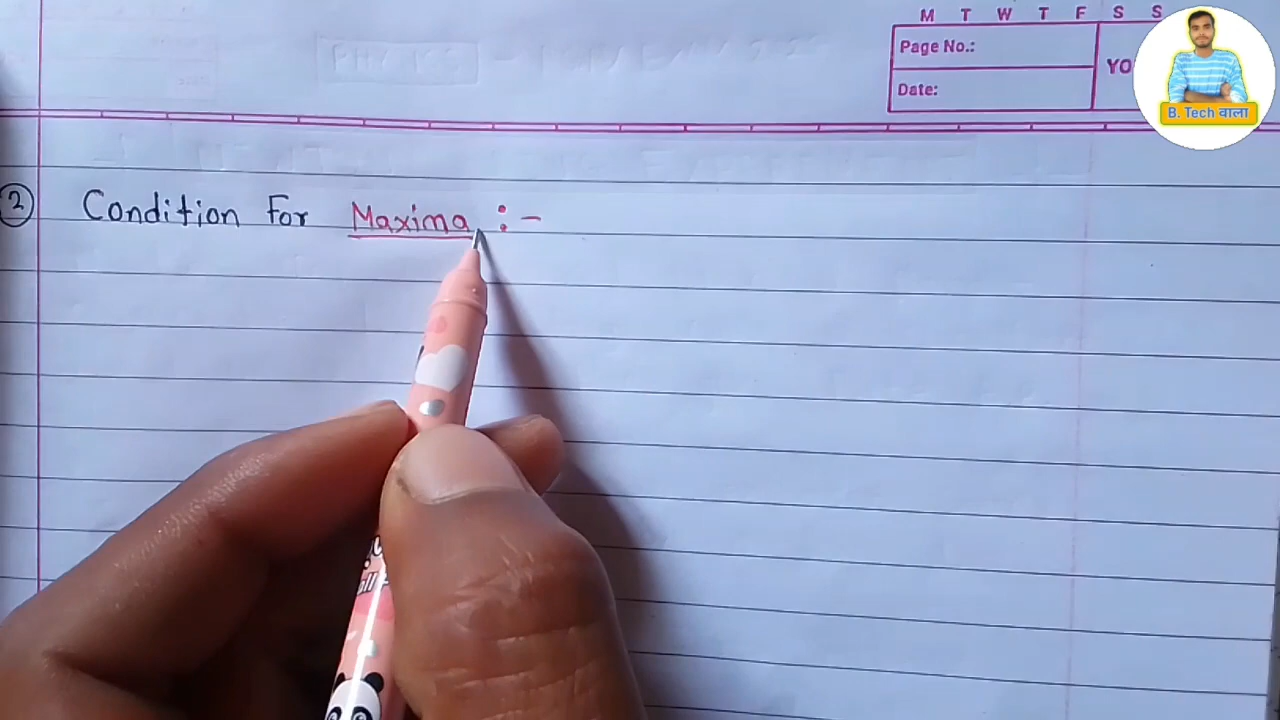 M T W T F S S
Page No.:
YO
Date:
B. Tech वाला
② Condition For Maxima :-